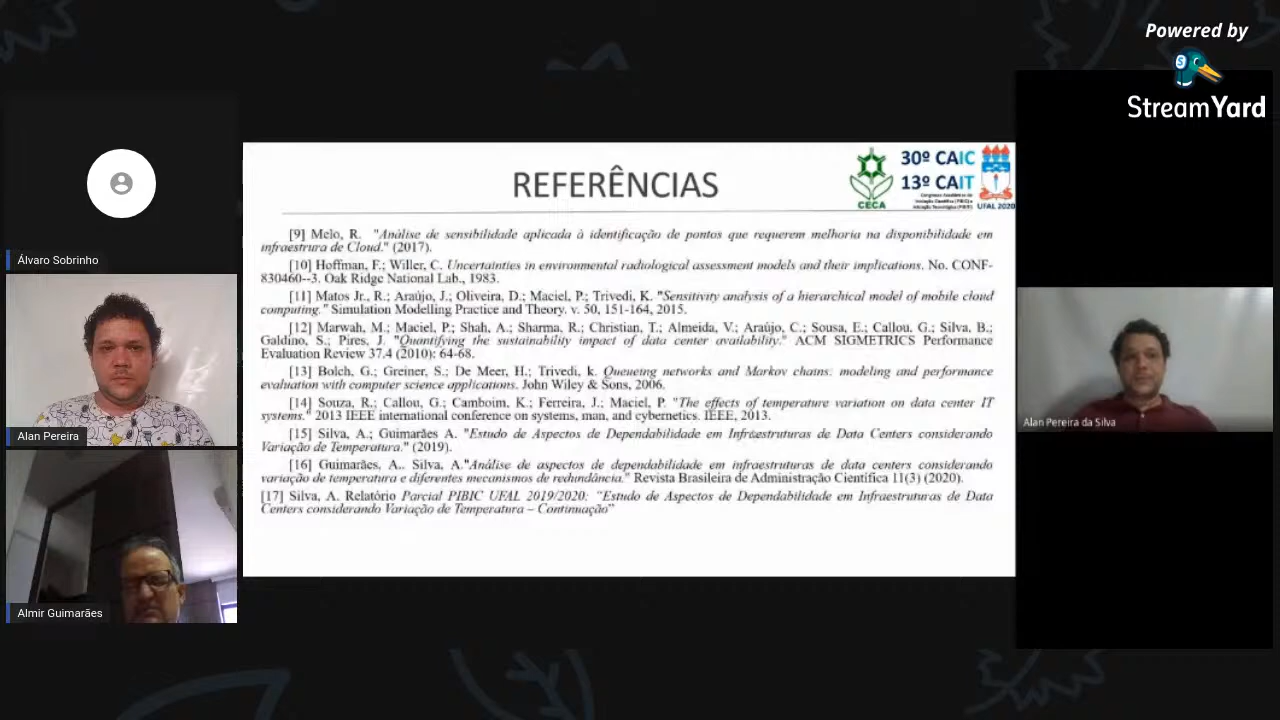 Powered by
StreamYard
Álvaro Sobrinho
Alan Pereira
Almir Guimarães
Alan Pereira da Silva
REFERÊNCIAS
CECA
30º CAIC
13º CAIT
UFAL 2020
[9] Melo, R. "Análise de sensibilidade aplicada à identificação de pontos que requerem melhoria na disponibilidade em
infraestrura de Cloud." (2017).
[10] Hoffman, F.; Willer, C. Uncertainties in environmental radiological assessment models and their implications. No. CONF-
830460--3. Oak Ridge National Lab., 1983.
[11] Matos Jr., R.; Araújo, J.; Oliveira, D.; Maciel, P.; Trivedi, K. "Sensitivity analysis of a hierarchical model of mobile cloud
computing." Simulation Modelling Practice and Theory. v. 50, 151-164, 2015.
[12] Marwah, M.; Maciel, P.; Shah, A.; Sharma, R.; Christian, T.; Almeida, V.; Araújo, C.; Sousa, E.; Callou, G.; Silva, B.;
Galdino, S.; Pires, J. "Quantifying the sustainability impact of data center availability." ACM SIGMETRICS Performance
Evaluation Review 37.4 (2010): 64-68.
[13] Bolch, G.; Greiner, S.; De Meer, H.; Trivedi, k. Queueing networks and Markov chains: modeling and performance
evaluation with computer science applications. John Wiley & Sons, 2006.
[14] Souza, R.; Callou, G.; Camboim, K.; Ferreira, J.; Maciel, P. "The effects of temperature variation on data center IT
systems." 2013 IEEE international conference on systems, man, and cybernetics. IEEE, 2013.
[15] Silva, A.; Guimarães A. "Estudo de Aspectos de Dependabilidade em Infraestruturas de Data Centers considerando
Variação de Temperatura." (2019).
[16] Guimarães, A.. Silva, A."Análise de aspectos de dependabilidade em infraestruturas de data centers considerando
variação de temperatura e diferentes mecanismos de redundância." Revista Brasileira de Administração Científica 11(3) (2020).
[17] Silva, A. Relatório Parcial PIBIC UFAL 2019/2020: "Estudo de Aspectos de Dependabilidade em Infraestruturas de Data
Centers considerando Variação de Temperatura – Continuação"